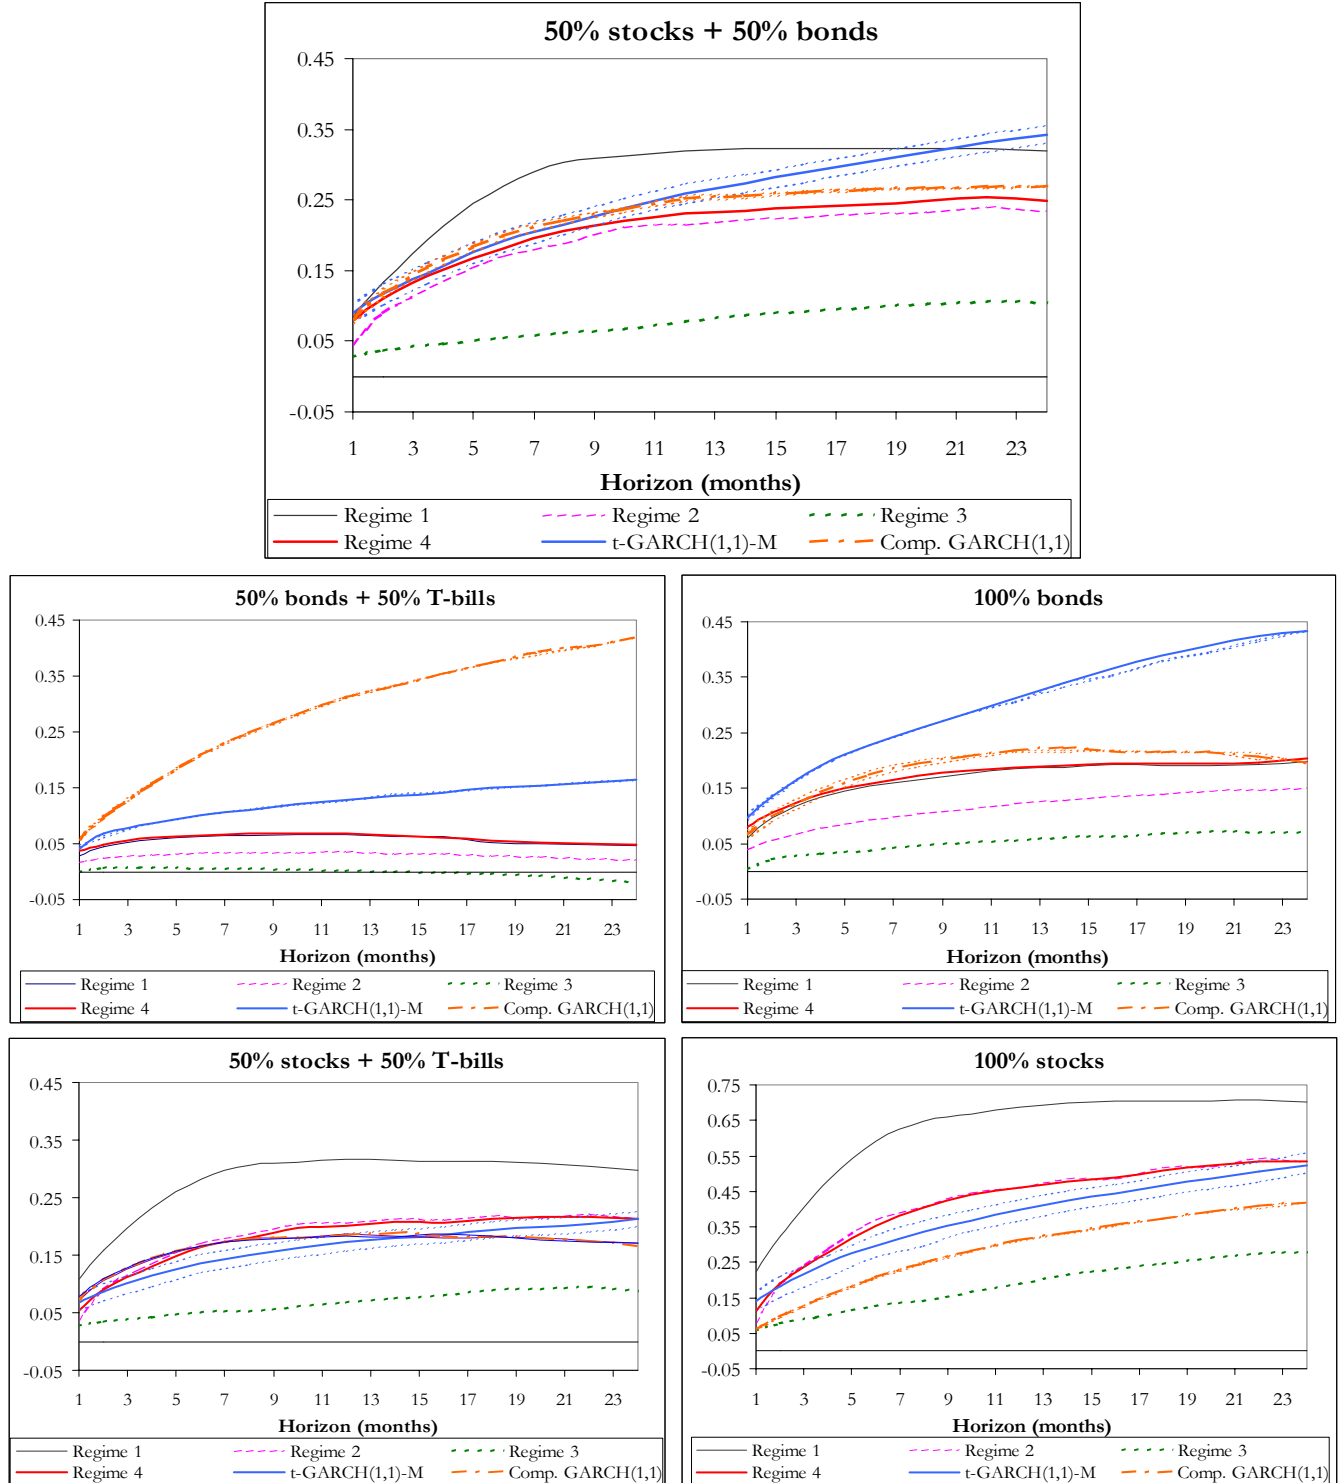 50% stocks + 50% bonds
0.45
0.35
0.25
0.15
0.05
-0.05
1 3 5 7 9 11 13 15 17 19 21 23
Horizon (months)
Regime 1 Regime 2 Regime 3
Regime 4 t-GARCH(1,1)-M Comp. GARCH(1,1)
50% bonds + 50% T-bills
0.45
0.35
0.25
0.15
0.05
-0.05
1 3 5 7 9 11 13 15 17 19 21 23
Horizon (months)
Regime 1 Regime 2 Regime 3
Regime 4 t-GARCH(1,1)-M Comp. GARCH(1,1)
100% bonds
0.45
0.35
0.25
0.15
0.05
-0.05
1 3 5 7 9 11 13 15 17 19 21 23
Horizon (months)
Regime 1 Regime 2 Regime 3
Regime 4 t-GARCH(1,1)-M Comp. GARCH(1,1)
50% stocks + 50% T-bills
0.45
0.35
0.25
0.15
0.05
-0.05
1 3 5 7 9 11 13 15 17 19 21 23
Horizon (months)
Regime 1 Regime 2 Regime 3
Regime 4 t-GARCH(1,1)-M Comp. GARCH(1,1)
100% stocks
0.75
0.65
0.55
0.45
0.35
0.25
0.15
0.05
-0.05
1 3 5 7 9 11 13 15 17 19 21 23
Horizon (months)
Regime 1 Regime 2 Regime 3
Regime 4 t-GARCH(1,1)-M Comp. GARCH(1,1)